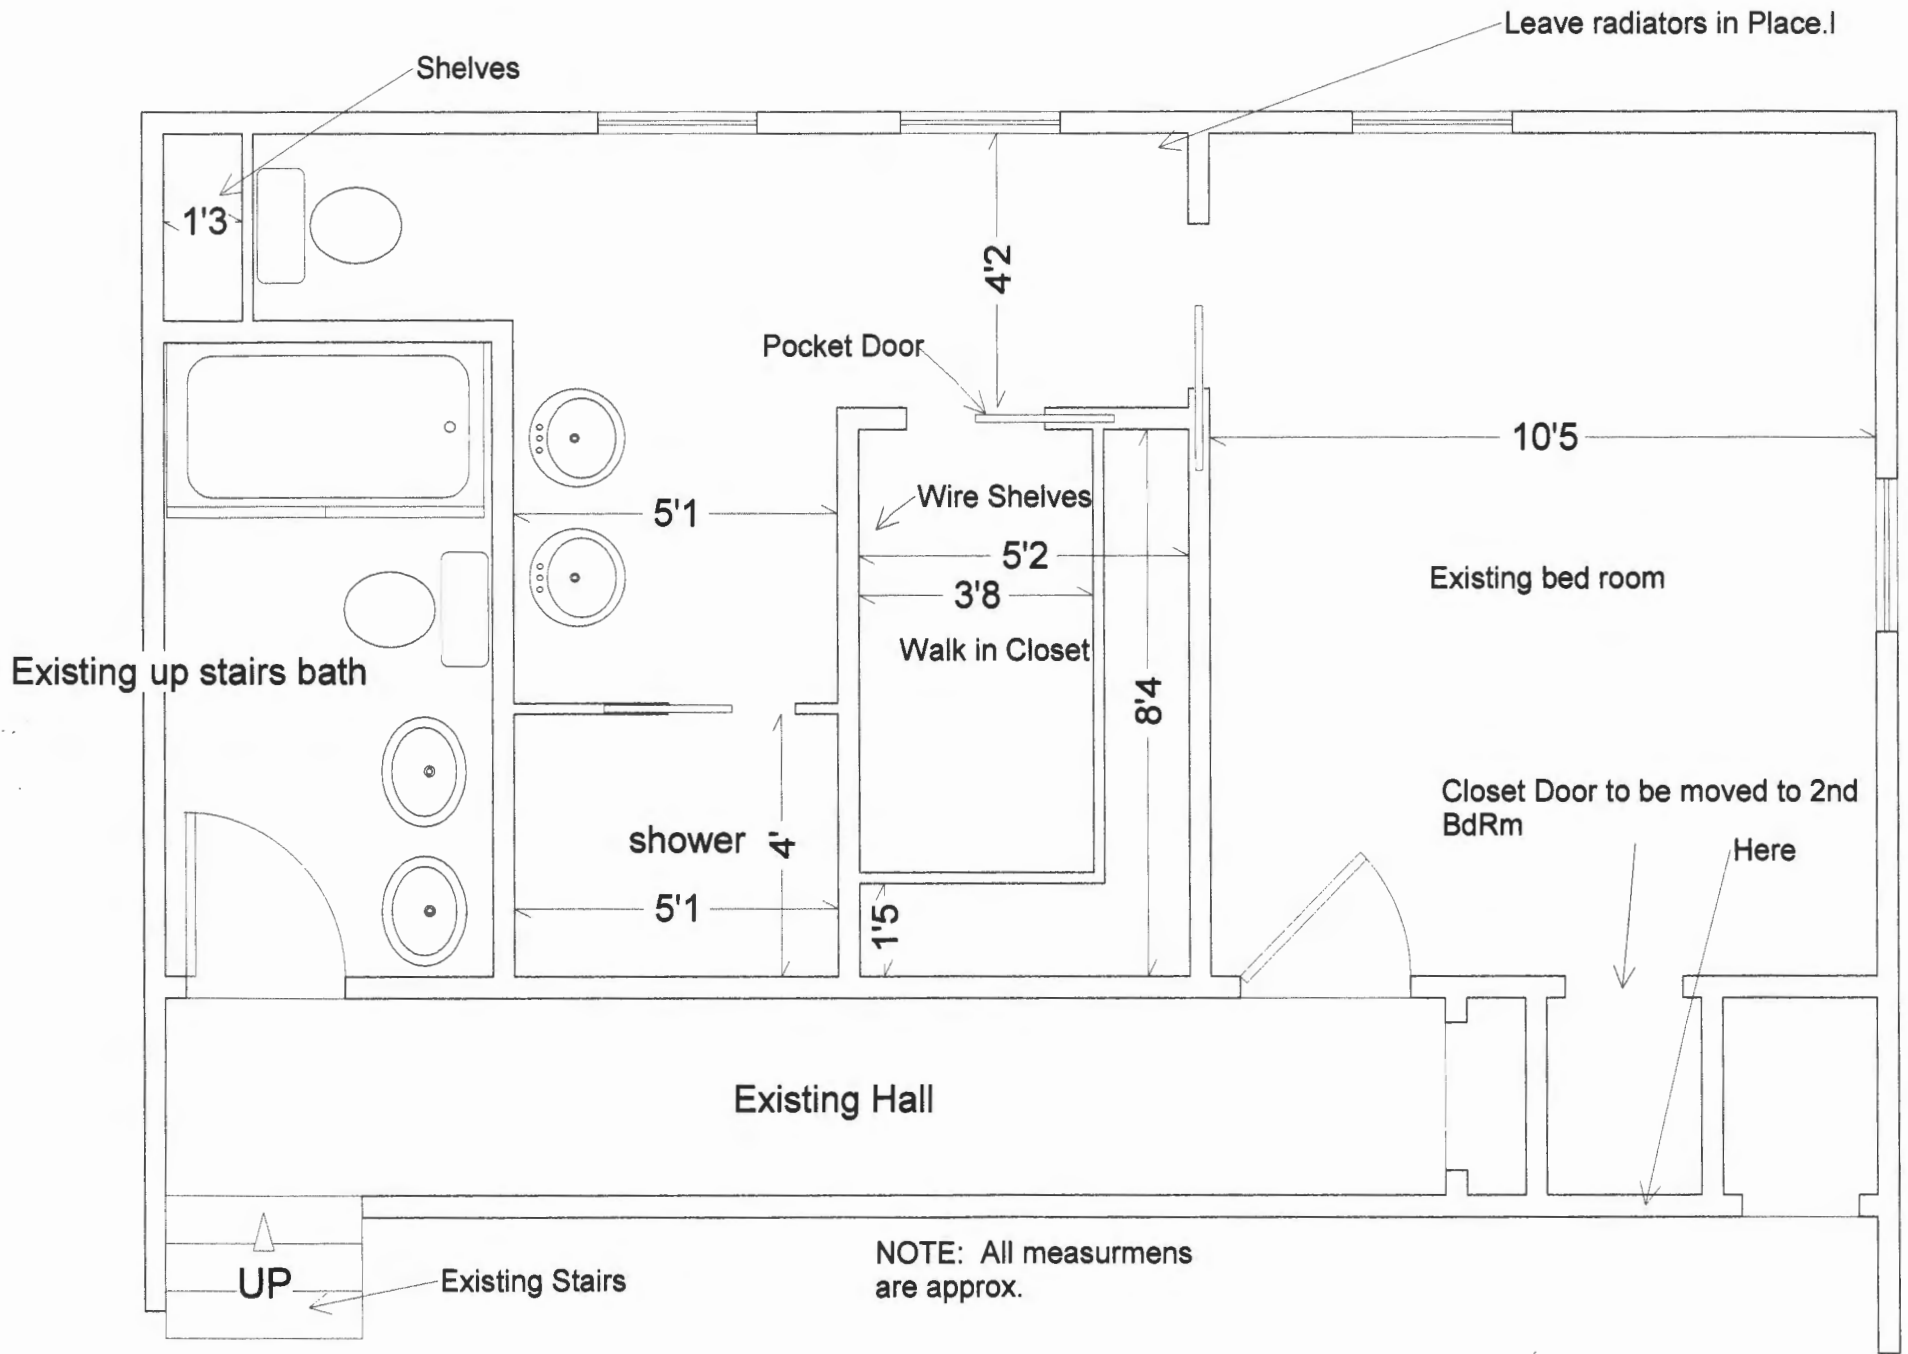 Leave radiators in Place.I
Shelves
1'3
4'2
Pocket Door
10'5
Wire Shelves
5'1
5'2
Existing bed room
3'8
Walk in Closet
Existing up stairs bath
8'4
Closet Door to be moved to 2nd
BdRm
Here
shower
4'
5'1
1'5
Existing Hall
NOTE: All measurmens
are approx.
UP
Existing Stairs